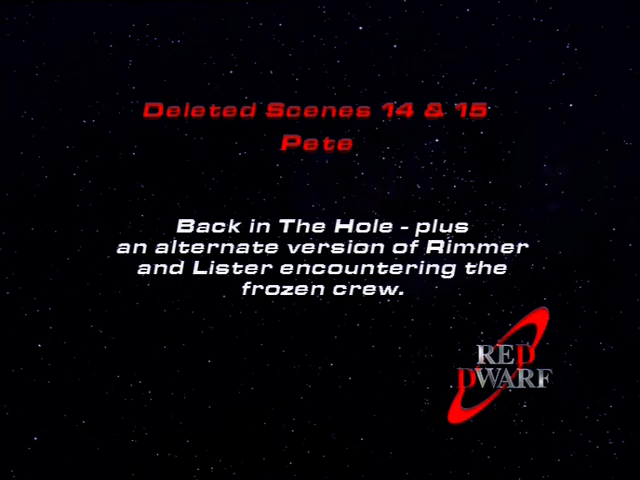 Deleted Scenes 14 & 15
Pete
Back in The Hole - plus
an alternate version of Rimmer
and Lister encountering the
frozen crew.
RED
DWARF